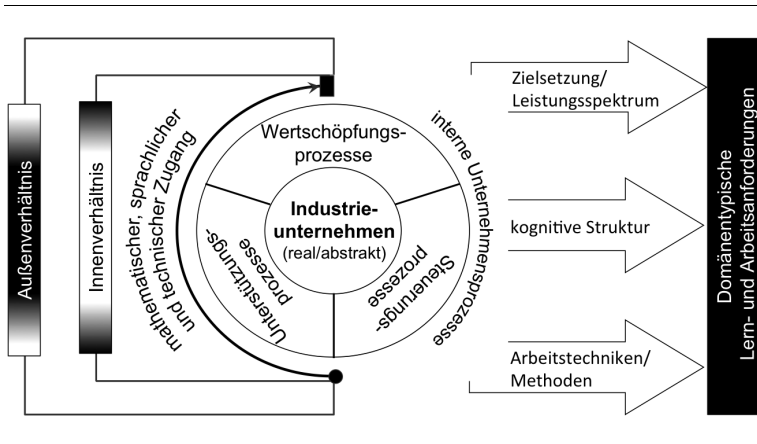 Außenverhältnis
Innenverhältnis
mathematischer, sprachlicher
und technischer Zugang
Wertschöpfungs-
prozesse
Industrie-
unternehmen
(real/abstrakt)
Unterstützungs-
prozesse
Steuerungs-
prozesse
interne Unternehmensprozesse
Zielsetzung/
Leistungsspektrum
kognitive Struktur
Arbeitstechniken/
Methoden
Domänentypische
Lern- und Arbeitsanforderungen